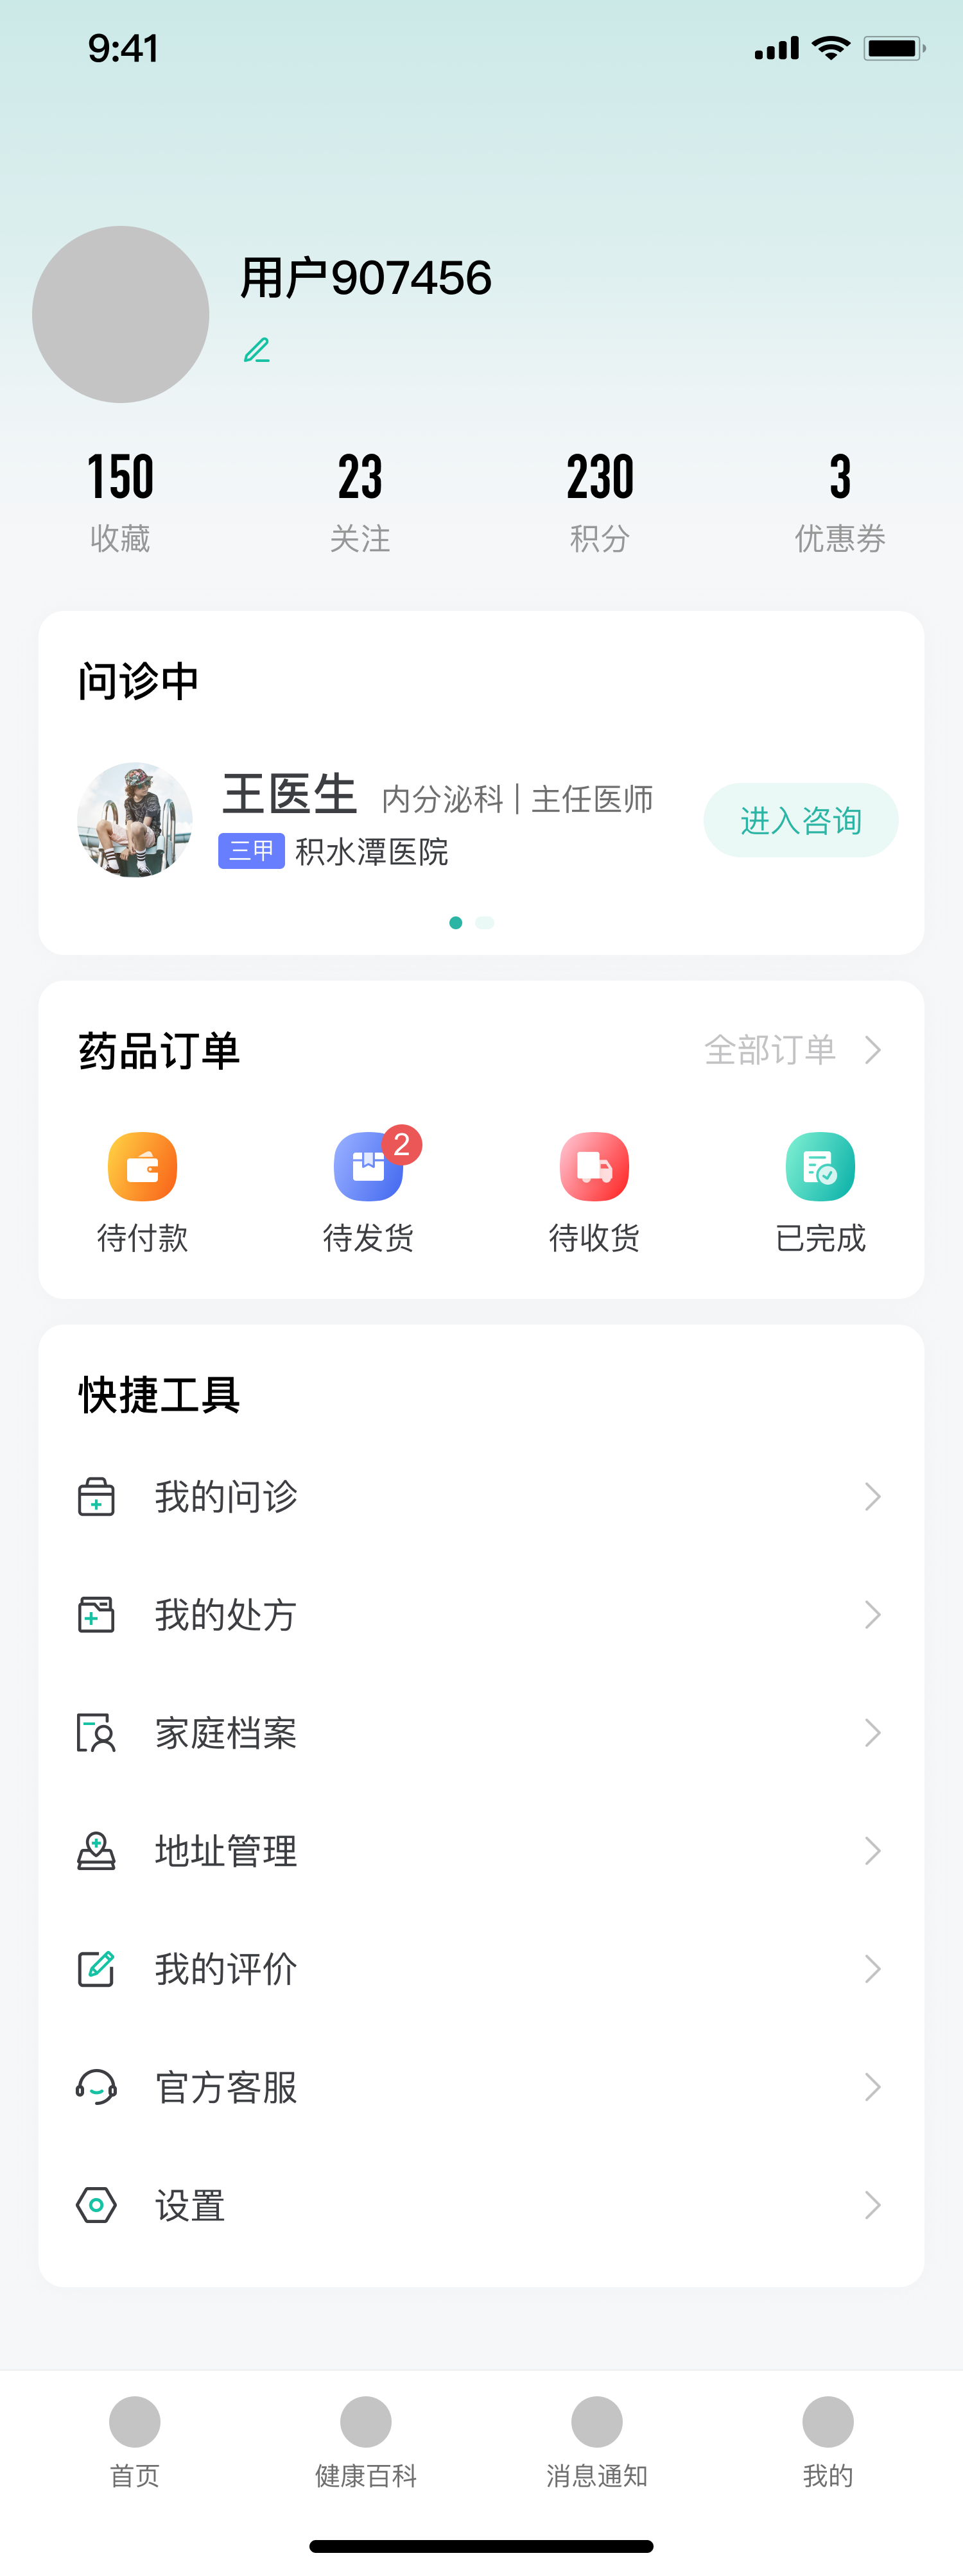 9:41
用户907456
150 23 230 3
收藏 关注 积分 优惠券
问诊中
王医生 内分泌科 | 主任医师
三甲 积水潭医院
进入咨询
药品订单 全部订单
2
待付款 待发货 待收货 已完成
快捷工具
我的问诊
我的处方
家庭档案
地址管理
我的评价
官方客服
设置
首页 健康百科 消息通知 我的